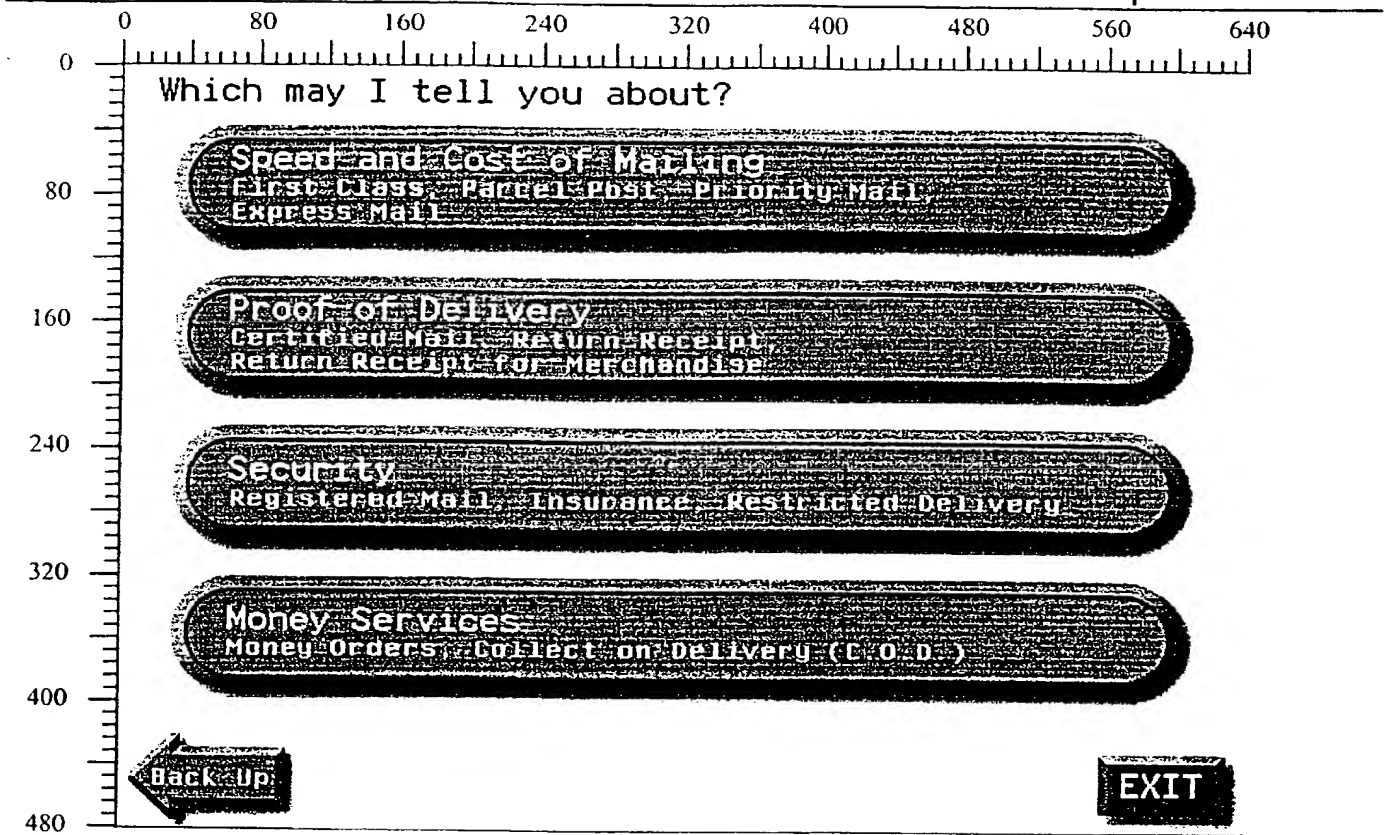 0 80 160 240 320 400 480 560 640
0
Which may I tell you about?
Speed and Cost of Mailing
80
First Class, Parcel Post, Priority Mail,
Express Mail
Proof of Delivery
160
Certified Mail, Return Receipt,
Return Receipt for Merchandise
240
Security
Registered Mail, Insurance, Restricted Delivery
320
Money Services
Money Orders, Collect on Delivery (C.O.D.)
400
Back Up
EXIT
480